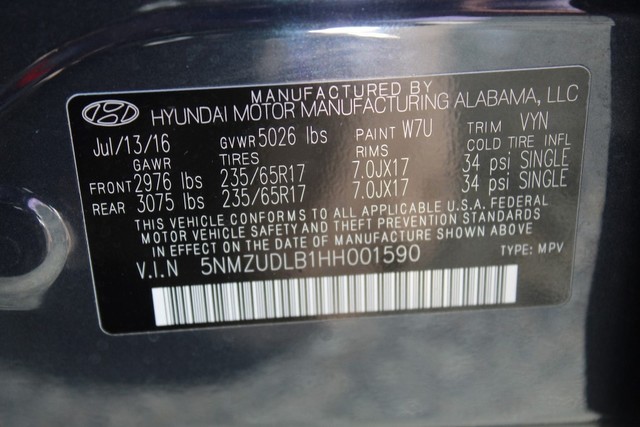 MANUFACTURED BY
HYUNDAI MOTOR MANUFACTURING ALABAMA, LLC
Jul/13/16 GVWR 5026 lbs PAINT W7U TRIM VYN
GAWR TIRES RIMS COLD TIRE INFL
FRONT 2976 lbs 235/65R17 7.0JX17 34 psi SINGLE
REAR 3075 lbs 235/65R17 7.0JX17 34 psi SINGLE
THIS VEHICLE CONFORMS TO ALL APPLICABLE U.S.A. FEDERAL
MOTOR VEHICLE SAFETY AND THEFT PREVENTION STANDARDS
IN EFFECT ON THE DATE OF MANUFACTURE SHOWN ABOVE
V.I.N 5NMZUDLB1HH001590 TYPE: MPV